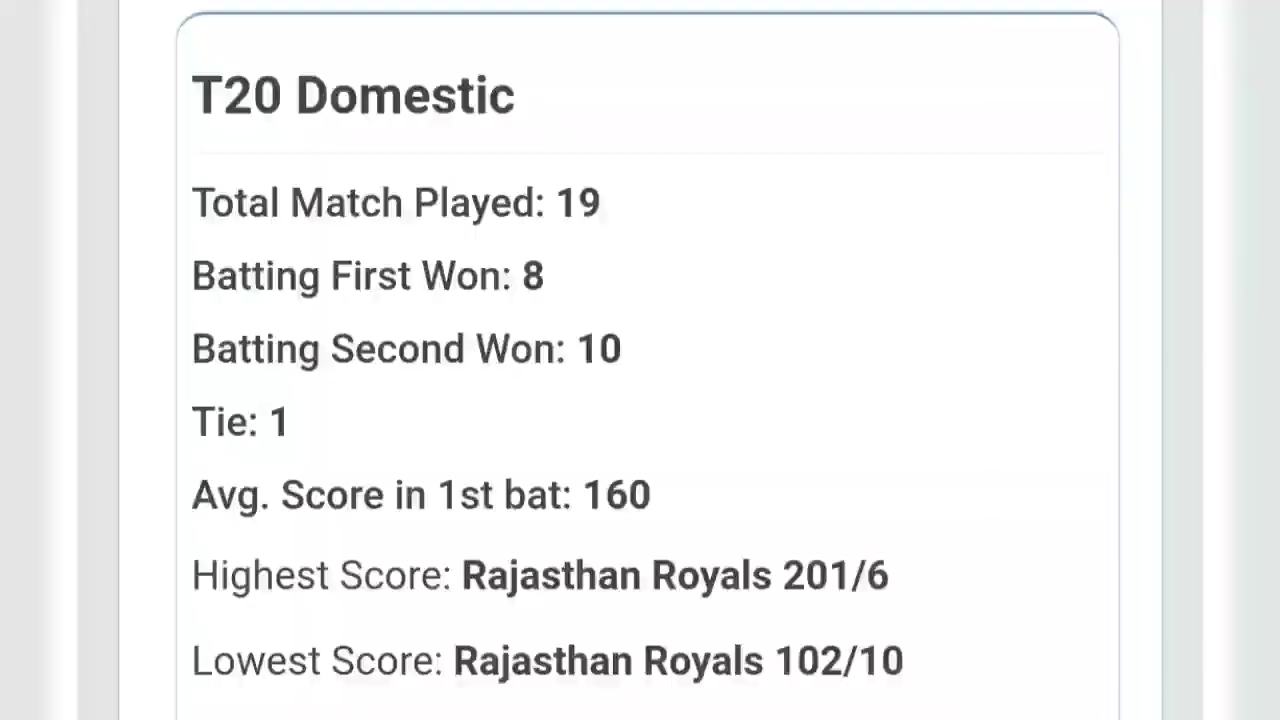 T20 Domestic
Total Match Played: 19
Batting First Won: 8
Batting Second Won: 10
Tie: 1
Avg. Score in 1st bat: 160
Highest Score: Rajasthan Royals 201/6
Lowest Score: Rajasthan Royals 102/10